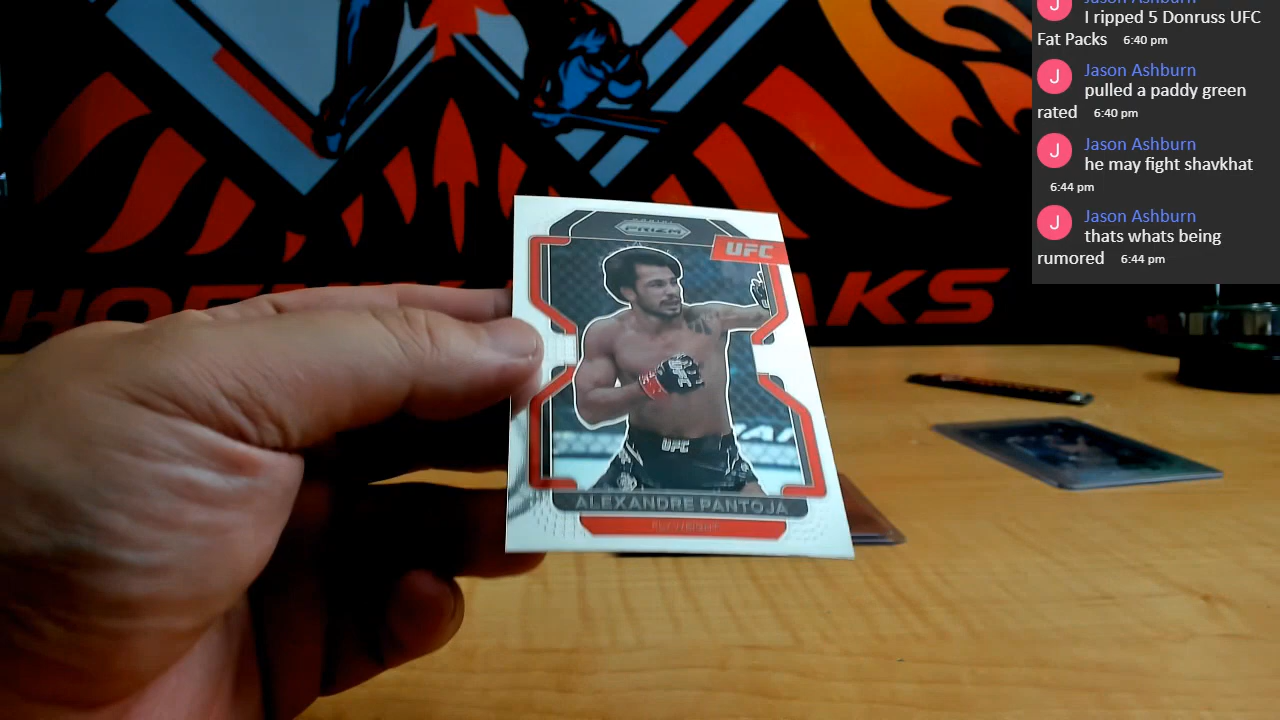 Jason Ashburn
I ripped 5 Donruss UFC
Fat Packs 6:40 pm
Jason Ashburn
pulled a paddy green
rated 6:40 pm
Jason Ashburn
he may fight shavkhat
6:44 pm
Jason Ashburn
thats whats being
rumored 6:44 pm
J
J
J
J
PRIZM
UFC
UFC
UFC
ALEXANDRE PANTOJA
FLYWEIGHT